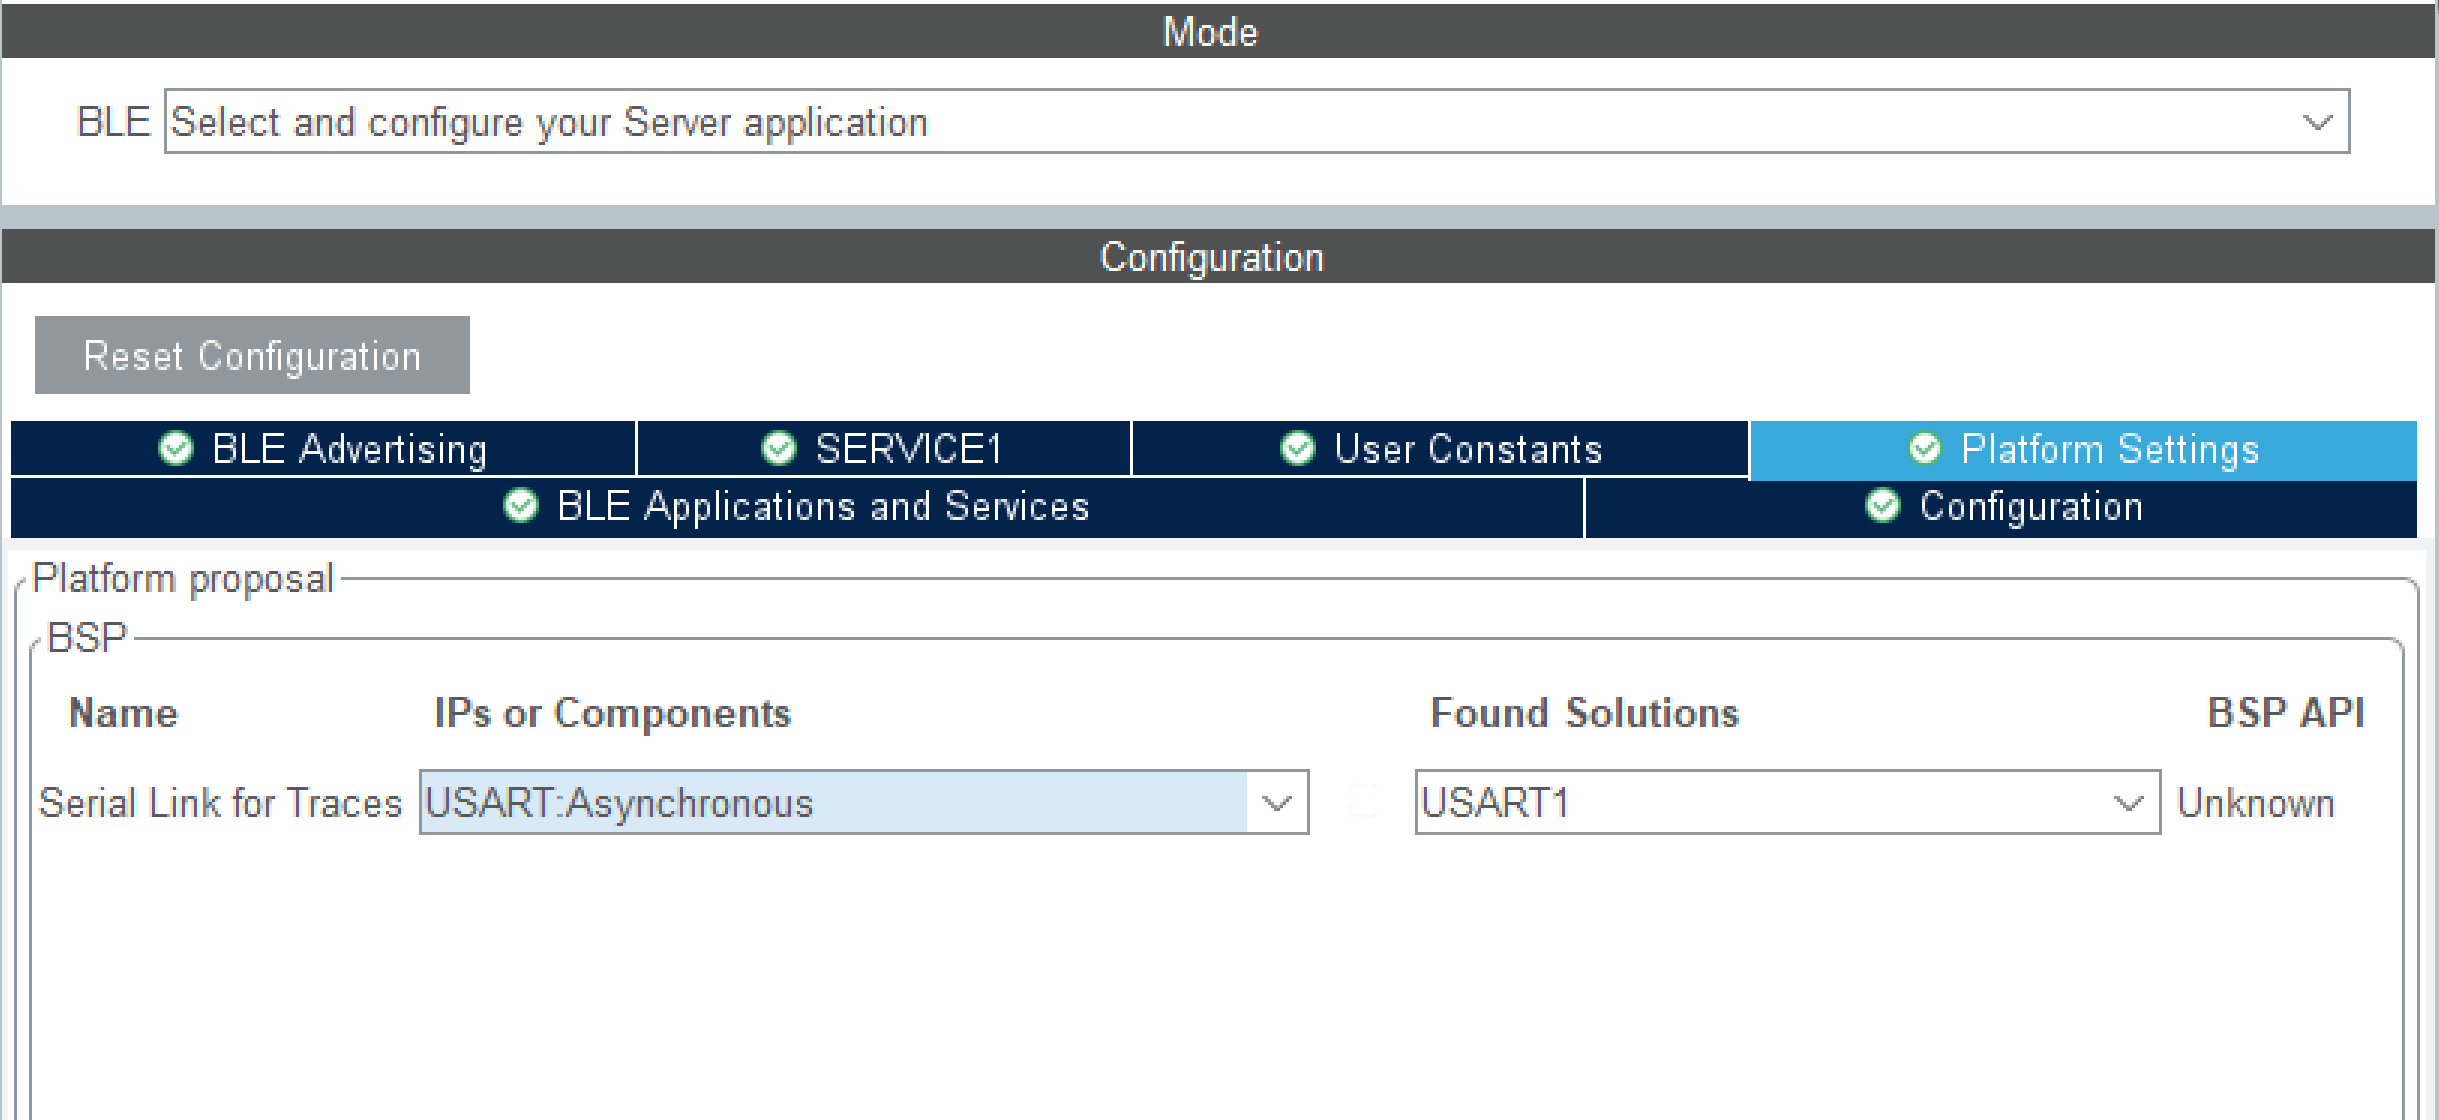 Mode
BLE Select and configure your Server application
Configuration
Reset Configuration
BLE Advertising SERVICE1 User Constants Platform Settings
BLE Applications and Services Configuration
Platform proposal
BSP
Name IPs or Components Found Solutions BSP API
Serial Link for Traces USART:Asynchronous USART1 Unknown